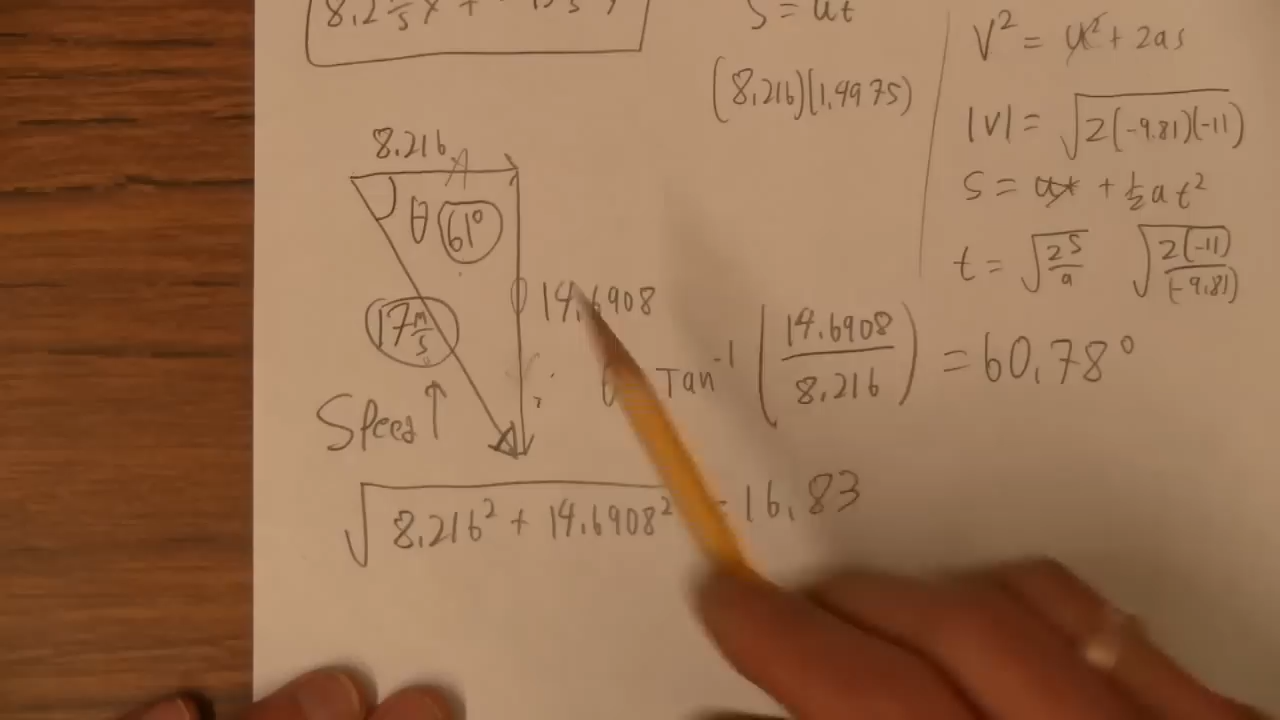 8.2 m/s x +
S = ut
(8.216)(1.4975)
V² = u² + 2as
|V| = √2(-9.81)(-11)
S = ut + ½at²
t = √2s/a √2(-11)/(-9.81)
8.216 A
θ 61°
O 14.6908
17 m/s
Tan⁻¹ (14.6908/8.216) = 60.78°
Speed ↑
√8.216² + 14.6908² = 16.83